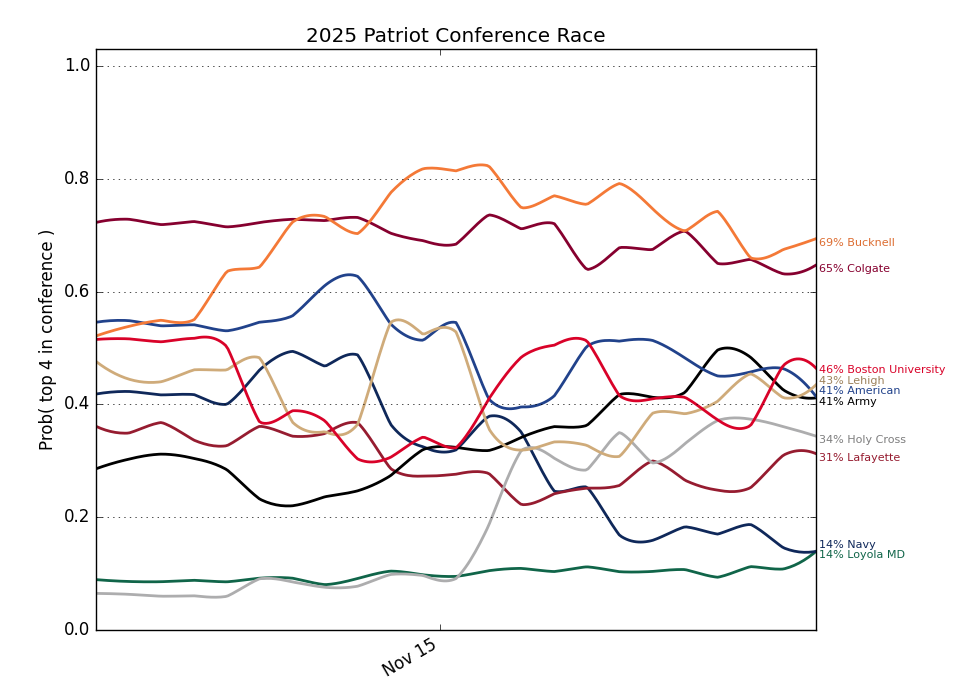 2025 Patriot Conference Race
Prob( top 4 in conference )
1.0
0.8
0.6
0.4
0.2
0.0
Nov 15
69% Bucknell
65% Colgate
46% Boston University
43% Lehigh
41% American
41% Army
34% Holy Cross
31% Lafayette
14% Navy
14% Loyola MD